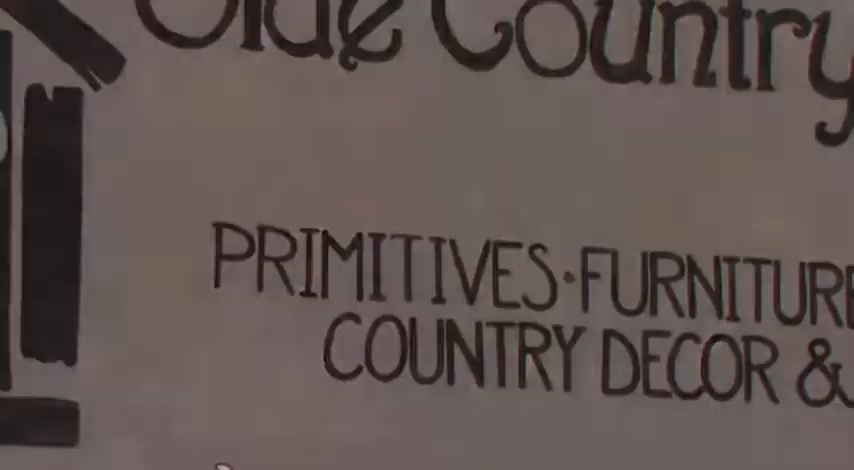 Olde Country
PRIMITIVES·FURNITURE
COUNTRY DECOR &